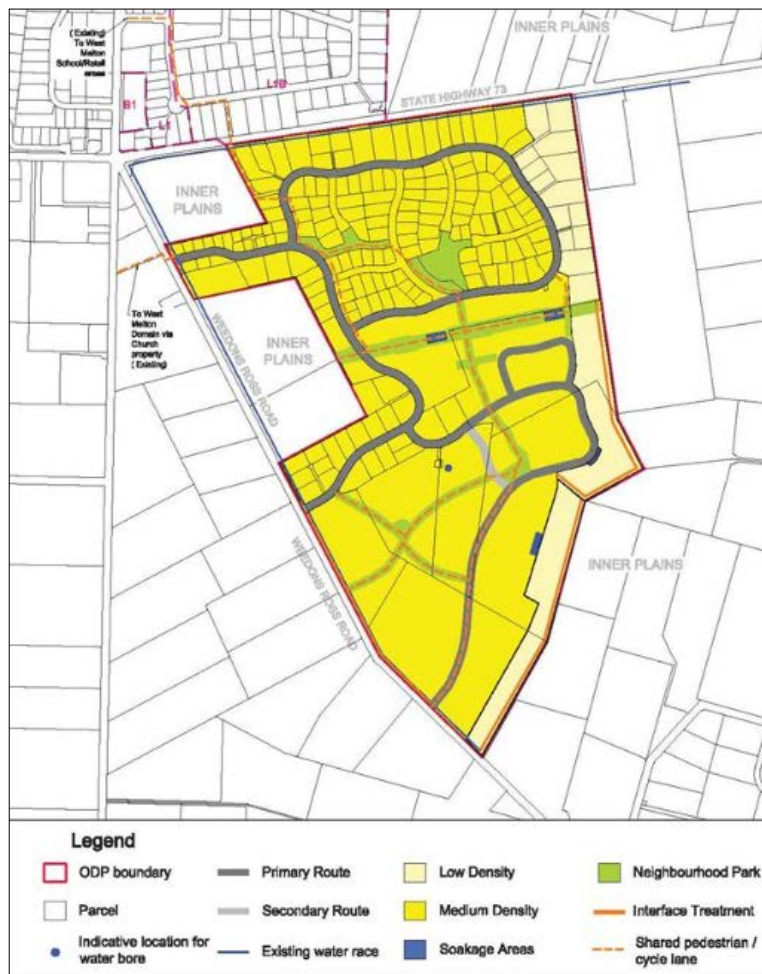 ( Existing)
To West
Melton
School/Retail
areas
INNER PLAINS
B1
L1B
L1
STATE HIGHWAY 73
INNER
PLAINS
To West
Melton
Domain via
Church
property
( Existing)
WEEDONS ROSS ROAD
INNER
PLAINS
WEEDONS ROSS ROAD
INNER PLAINS
Legend
ODP boundary
Primary Route
Low Density
Neighbourhood Park
Parcel
Secondary Route
Medium Density
Interface Treatment
Indicative location for
water bore
Existing water race
Soakage Areas
Shared pedestrian /
cycle lane